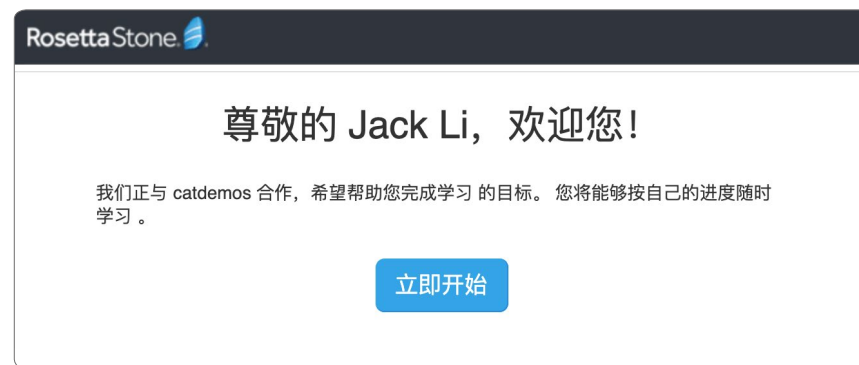 RosettaStone.
尊敬的 Jack Li，欢迎您！
我们正与 catdemos 合作，希望帮助您完成学习 的目标。 您将能够按自己的进度随时
学习 。
立即开始